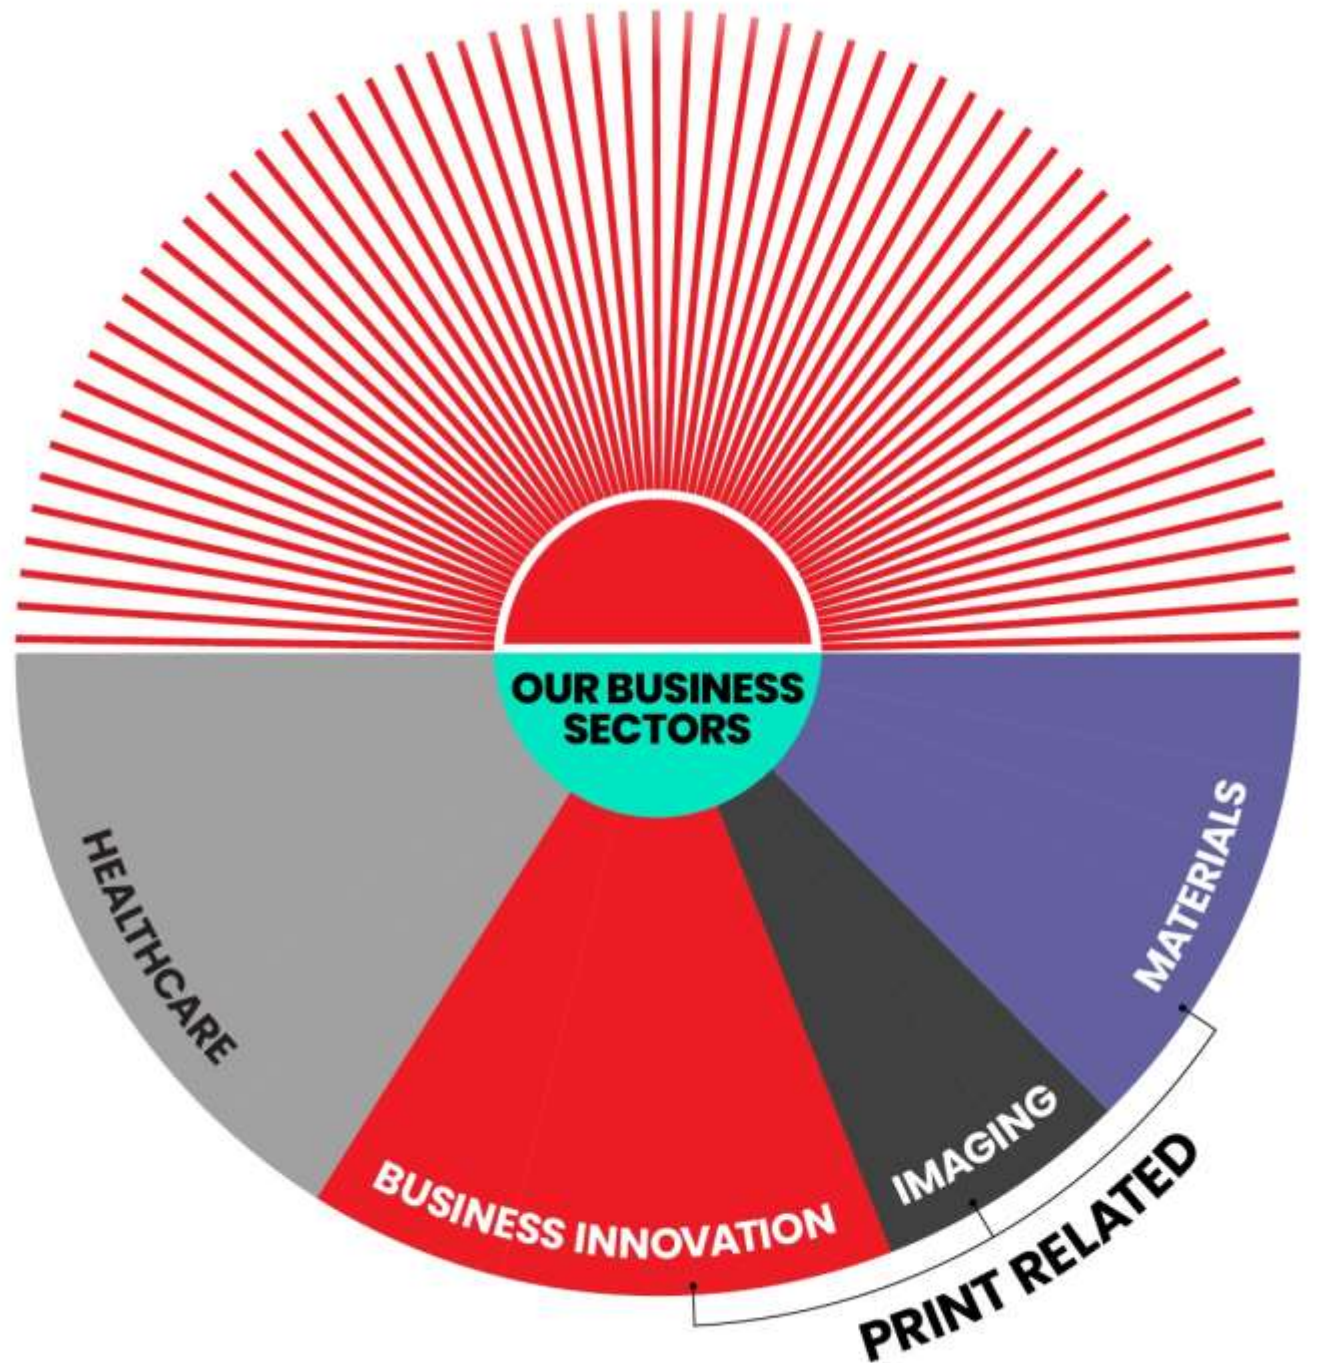 OUR BUSINESS
SECTORS
HEALTHCARE
BUSINESS INNOVATION
IMAGING
MATERIALS
PRINT RELATED